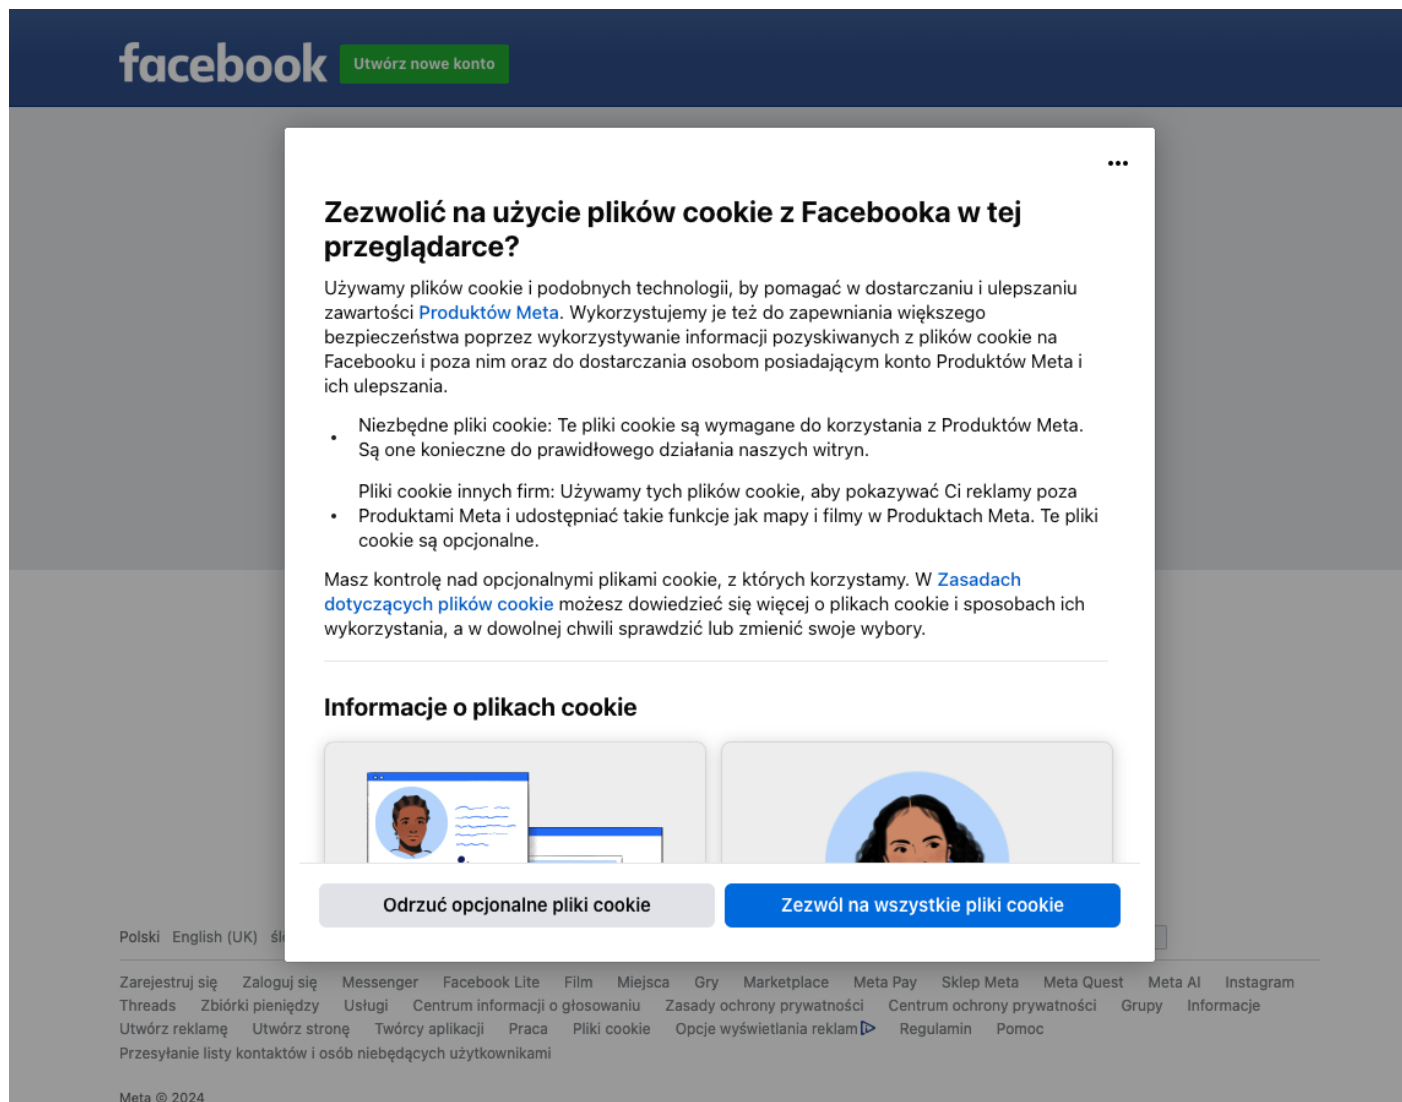 facebook
Utwórz nowe konto
Zezwolić na użycie plików cookie z Facebooka w tej
przeglądarce?
Używamy plików cookie i podobnych technologii, by pomagać w dostarczaniu i ulepszaniu
zawartości Produktów Meta. Wykorzystujemy je też do zapewniania większego
bezpieczeństwa poprzez wykorzystywanie informacji pozyskiwanych z plików cookie na
Facebooku i poza nim oraz do dostarczania osobom posiadającym konto Produktów Meta i
ich ulepszania.
• Niezbędne pliki cookie: Te pliki cookie są wymagane do korzystania z Produktów Meta.
Są one konieczne do prawidłowego działania naszych witryn.
Pliki cookie innych firm: Używamy tych plików cookie, aby pokazywać Ci reklamy poza
• Produktami Meta i udostępniać takie funkcje jak mapy i filmy w Produktach Meta. Te pliki
cookie są opcjonalne.
Masz kontrolę nad opcjonalnymi plikami cookie, z których korzystamy. W Zasadach
dotyczących plików cookie możesz dowiedzieć się więcej o plikach cookie i sposobach ich
wykorzystania, a w dowolnej chwili sprawdzić lub zmienić swoje wybory.
Informacje o plikach cookie
Odrzuć opcjonalne pliki cookie
Zezwól na wszystkie pliki cookie
Polski English (UK)
Zarejestruj się Zaloguj się Messenger Facebook Lite Film Miejsca Gry Marketplace Meta Pay Sklep Meta Meta Quest Meta AI Instagram
Threads Zbiórki pieniędzy Usługi Centrum informacji o głosowaniu Zasady ochrony prywatności Centrum ochrony prywatności Grupy Informacje
Utwórz reklamę Utwórz stronę Twórcy aplikacji Praca Pliki cookie Opcje wyświetlania reklam Regulamin Pomoc
Przesyłanie listy kontaktów i osób niebędących użytkownikami
Meta © 2024